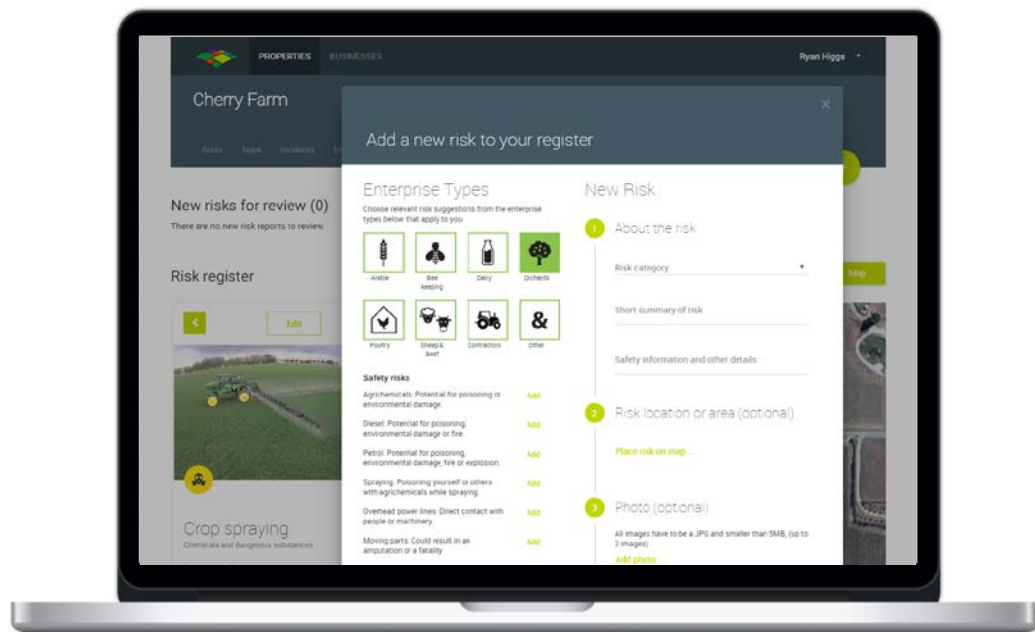 PROPERTIES BUSINESSES Ryan Higgs
Cherry Farm
Risks Team Incidents
New risks for review (0)
There are no new risk reports to review.
Risk register
Edit
Map
Crop spraying
Chemicals and dangerous substances
Add a new risk to your register
X
Enterprise Types
Choose relevant risk suggestions from the enterprise
types below that apply to you
Arable
Bee
keeping
Dairy
Orchards
Poultry
Sheep &
Beef
Contractors
&
Other
Safety risks
Agrichemicals: Potential for poisoning or
environmental damage.
Add
Diesel: Potential for poisoning,
environmental damage or fire.
Add
Petrol: Potential for poisoning,
environmental damage, fire or explosion.
Add
Spraying: Poisoning yourself or others
with agrichemicals while spraying.
Add
Overhead power lines: Direct contact with
people or machinery
Add
Moving parts: Could result in an
amputation or a fatality
Add
New Risk
1 About the risk
Risk category
Short summary of risk
Safety information and other details
2 Risk location or area (optional)
Place risk on map ...
3 Photo (optional)
All images have to be a JPG and smaller than 5MB, (up to
3 images)
Add photo ...